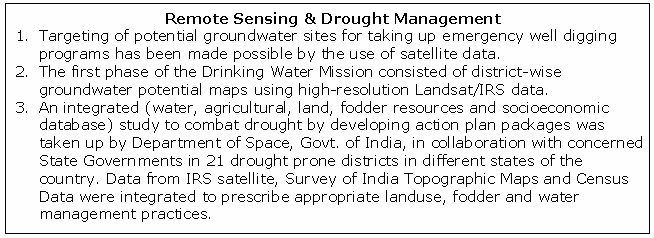 Remote Sensing & Drought Management
1. Targeting of potential groundwater sites for taking up emergency well digging
programs has been made possible by the use of satellite data.
2. The first phase of the Drinking Water Mission consisted of district-wise
groundwater potential maps using high-resolution Landsat/IRS data.
3. An integrated (water, agricultural, land, fodder resources and socioeconomic
database) study to combat drought by developing action plan packages was
taken up by Department of Space, Govt. of India, in collaboration with concerned
State Governments in 21 drought prone districts in different states of the
country. Data from IRS satellite, Survey of India Topographic Maps and Census
Data were integrated to prescribe appropriate landuse, fodder and water
management practices.